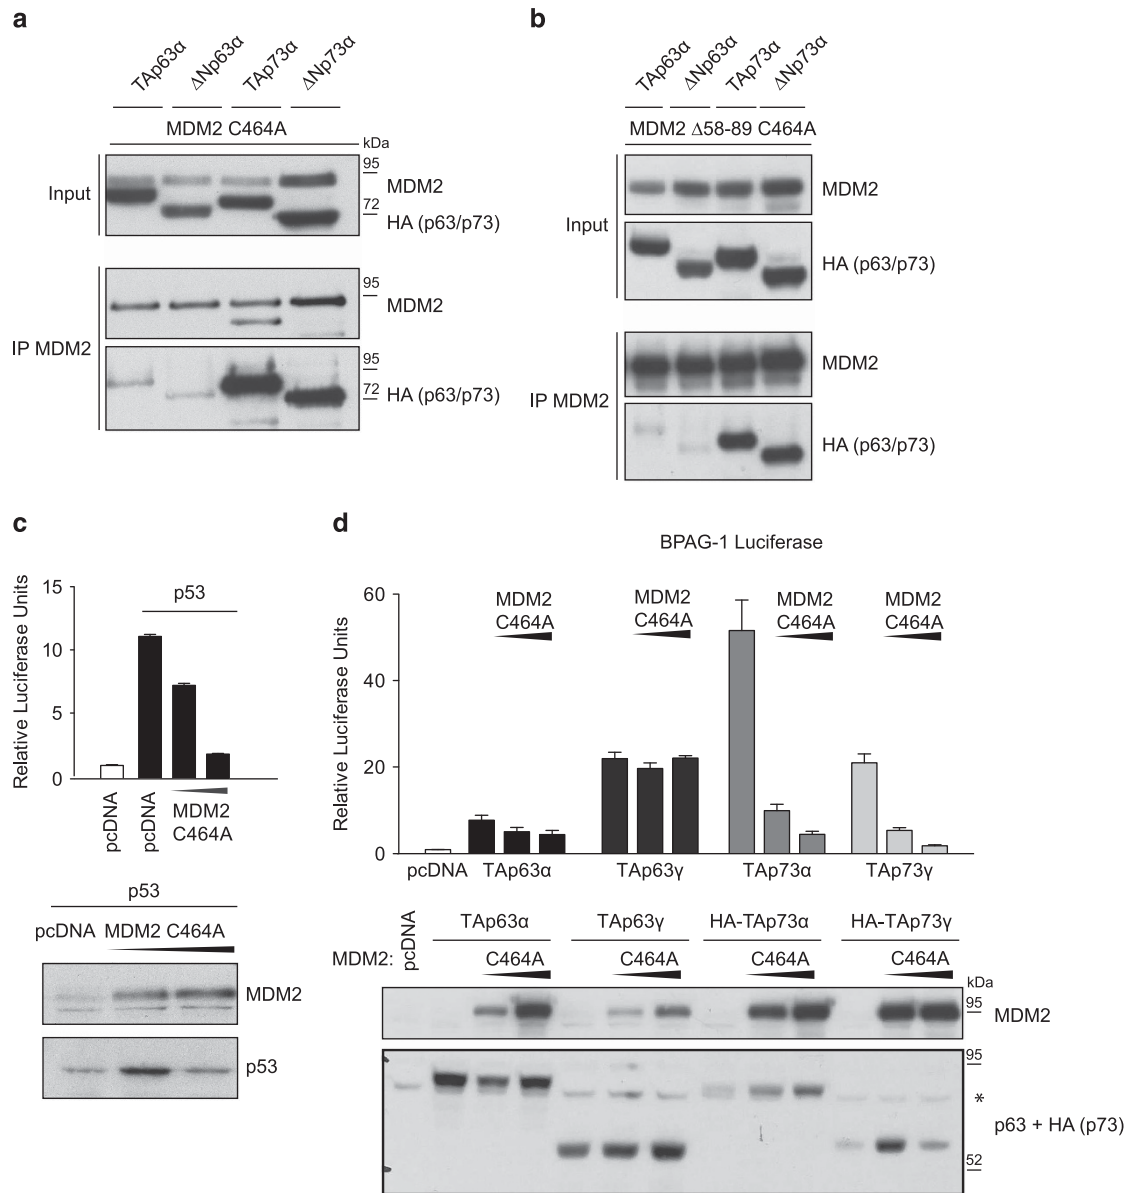 a
TAp63α ΔNp63α TAp73α ΔNp73α
MDM2 C464A
kDa
Input
95
72
MDM2
HA (p63/p73)
IP MDM2
95
MDM2
95
72
HA (p63/p73)
b
TAp63α ΔNp63α TAp73α ΔNp73α
MDM2 Δ58-89 C464A
Input
MDM2
HA (p63/p73)
IP MDM2
MDM2
HA (p63/p73)
c
Relative Luciferase Units
15
10
5
0
p53
pcDNA
pcDNA
MDM2
C464A
p53
pcDNA MDM2 C464A
MDM2
p53
d
BPAG-1 Luciferase
Relative Luciferase Units
60
40
20
0
MDM2
C464A
MDM2
C464A
MDM2
C464A
MDM2
C464A
pcDNA TAp63α TAp63γ TAp73α TAp73γ
MDM2:
pcDNA
TAp63α TAp63γ HA-TAp73α HA-TAp73γ
C464A C464A C464A C464A
kDa
95
MDM2
95
*
p63 + HA (p73)
52